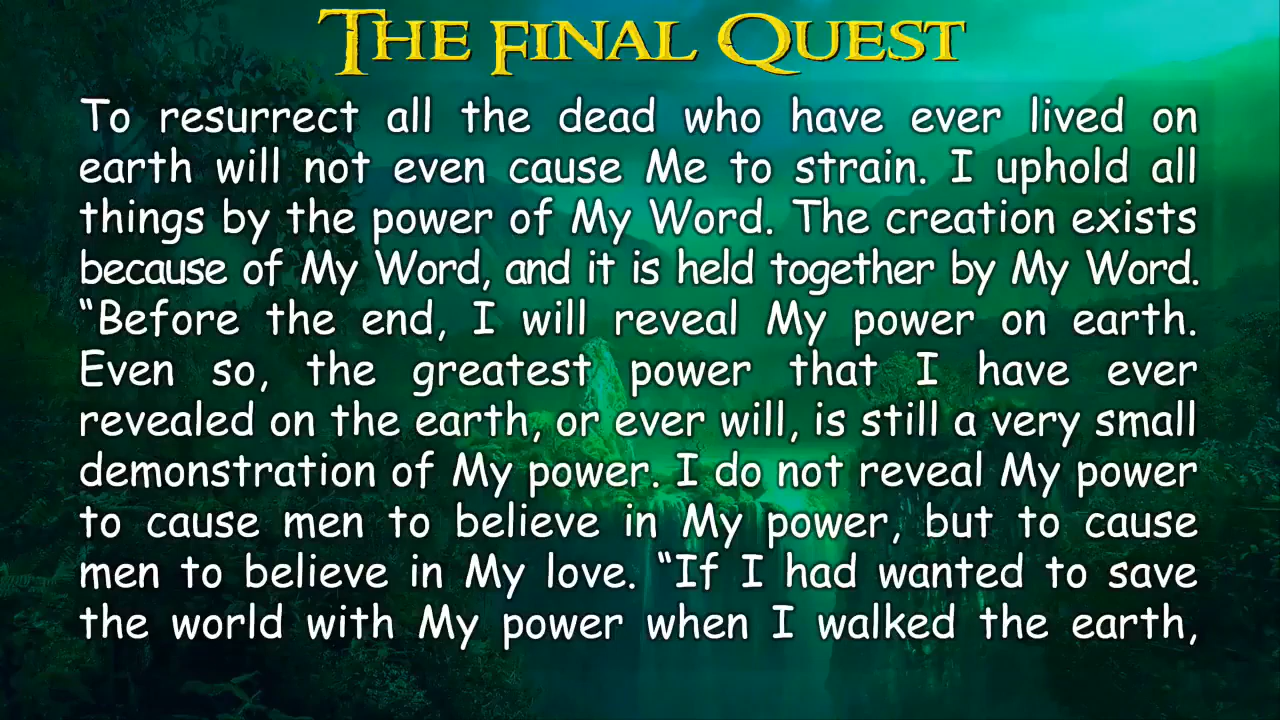 THE FINAL QUEST
To resurrect all the dead who have ever lived on
earth will not even cause Me to strain. I uphold all
things by the power of My Word. The creation exists
because of My Word, and it is held together by My Word.
“Before the end, I will reveal My power on earth.
Even so, the greatest power that I have ever
revealed on the earth, or ever will, is still a very small
demonstration of My power. I do not reveal My power
to cause men to believe in My power, but to cause
men to believe in My love. “If I had wanted to save
the world with My power when I walked the earth,